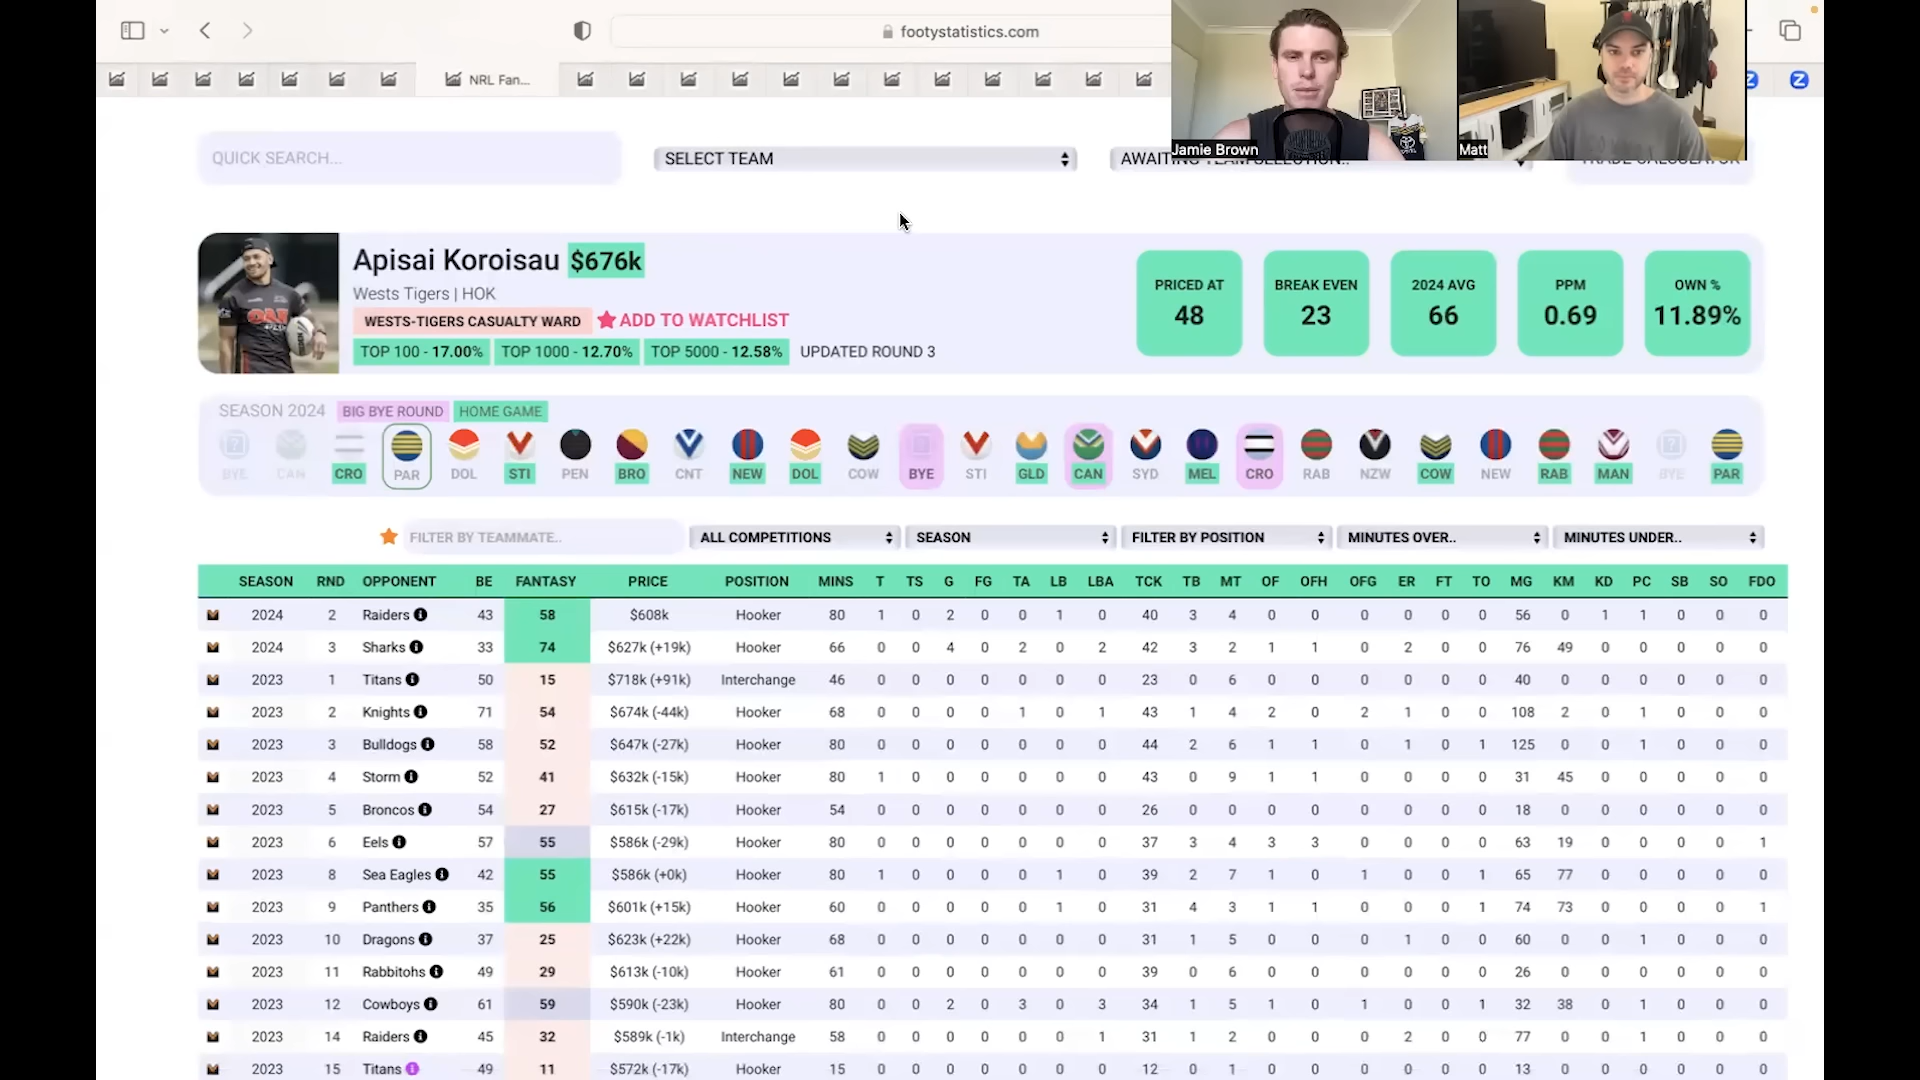 footystatistics.com
NRL Fan...
QUICK SEARCH...
SELECT TEAM
Jamie Brown
Matt
Apisai Koroisau $676k
Wests Tigers | HOK
WESTS-TIGERS CASUALTY WARD ADD TO WATCHLIST
TOP 100 - 17.00% TOP 1000 - 12.70% TOP 5000 - 12.58% UPDATED ROUND 3
PRICED AT BREAK EVEN 2024 AVG PPM OWN %
48 23 66 0.69 11.89%
SEASON 2024 BIG BYE ROUND HOME GAME
BYE CAN CRO PAR DOL STI PEN BRO CNT NEW DOL COW BYE STI GLD CAN SYD MEL CRO RAB NZW COW NEW RAB MAN BYE PAR
FILTER BY TEAMMATE.. ALL COMPETITIONS SEASON FILTER BY POSITION MINUTES OVER.. MINUTES UNDER..
SEASON RND OPPONENT BE FANTASY PRICE POSITION MINS T TS G FG TA LB LBA TCK TB MT OF OFH OFG ER FT TO MG KM KD PC SB SO FDO
2024 2 Raiders 43 58 $608k Hooker 80 1 0 2 0 0 1 0 40 3 4 0 0 0 0 0 0 56 0 1 1 0 0 0
2024 3 Sharks 33 74 $627k (+19k) Hooker 66 0 0 4 0 2 0 2 42 3 2 1 1 0 2 0 0 76 49 0 0 0 0 0
2023 1 Titans 50 15 $718k (+91k) Interchange 46 0 0 0 0 0 0 0 23 0 6 0 0 0 0 0 0 40 0 0 0 0 0 0
2023 2 Knights 71 54 $674k (-44k) Hooker 68 0 0 0 0 1 0 1 43 1 4 2 0 2 1 0 0 108 2 0 1 0 0 0
2023 3 Bulldogs 58 52 $647k (-27k) Hooker 80 0 0 0 0 0 0 0 44 2 6 1 1 0 1 0 1 125 0 0 1 0 0 0
2023 4 Storm 52 41 $632k (-15k) Hooker 80 1 0 0 0 0 0 0 43 0 9 1 1 0 0 0 0 31 45 0 0 0 0 0
2023 5 Broncos 54 27 $615k (-17k) Hooker 54 0 0 0 0 0 0 0 26 0 0 0 0 0 0 0 0 18 0 0 0 0 0 0
2023 6 Eels 57 55 $586k (-29k) Hooker 80 0 0 0 0 0 0 0 37 3 4 3 3 0 0 0 0 63 19 0 0 0 0 1
2023 8 Sea Eagles 42 55 $586k (+0k) Hooker 80 1 0 0 0 0 1 0 39 2 7 1 0 1 0 0 1 65 77 0 0 0 0 0
2023 9 Panthers 35 56 $601k (+15k) Hooker 60 0 0 0 0 0 1 0 31 4 3 1 1 0 0 0 1 74 73 0 0 0 0 1
2023 10 Dragons 37 25 $623k (+22k) Hooker 68 0 0 0 0 0 0 0 31 1 5 0 0 0 1 0 0 60 0 0 1 0 0 0
2023 11 Rabbitohs 49 29 $613k (-10k) Hooker 61 0 0 0 0 0 0 0 39 0 6 0 0 0 0 0 0 26 0 0 0 0 0 0
2023 12 Cowboys 61 59 $590k (-23k) Hooker 80 0 0 2 0 3 0 3 34 1 5 1 0 1 0 0 1 32 38 0 1 0 0 0
2023 14 Raiders 45 32 $589k (-1k) Interchange 58 0 0 0 0 0 0 1 31 1 2 0 0 0 2 0 0 77 0 0 1 0 0 0
2023 15 Titans 49 11 $572k (-17k) Hooker 15 0 0 0 0 0 0 0 12 0 1 0 0 0 0 0 0 13 0 0 0 0 0 0